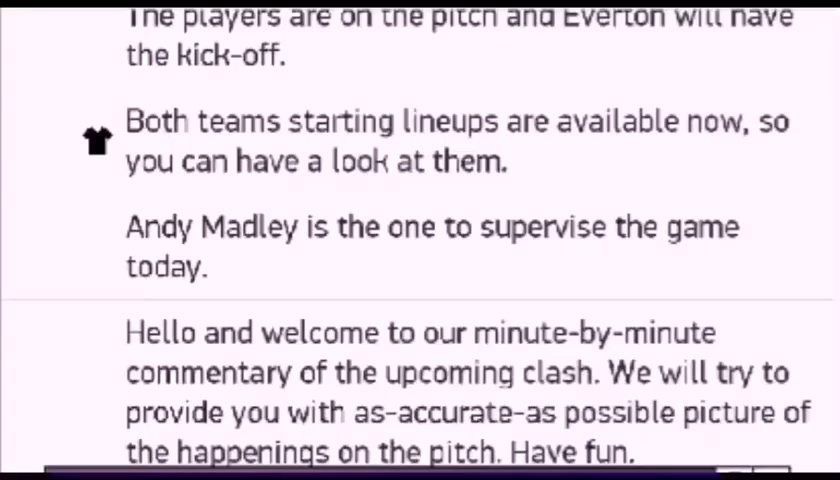 The players are on the pitch and Everton will have
the kick-off.
Both teams starting lineups are available now, so
you can have a look at them.
Andy Madley is the one to supervise the game
today.
Hello and welcome to our minute-by-minute
commentary of the upcoming clash. We will try to
provide you with as-accurate-as possible picture of
the happenings on the pitch. Have fun.